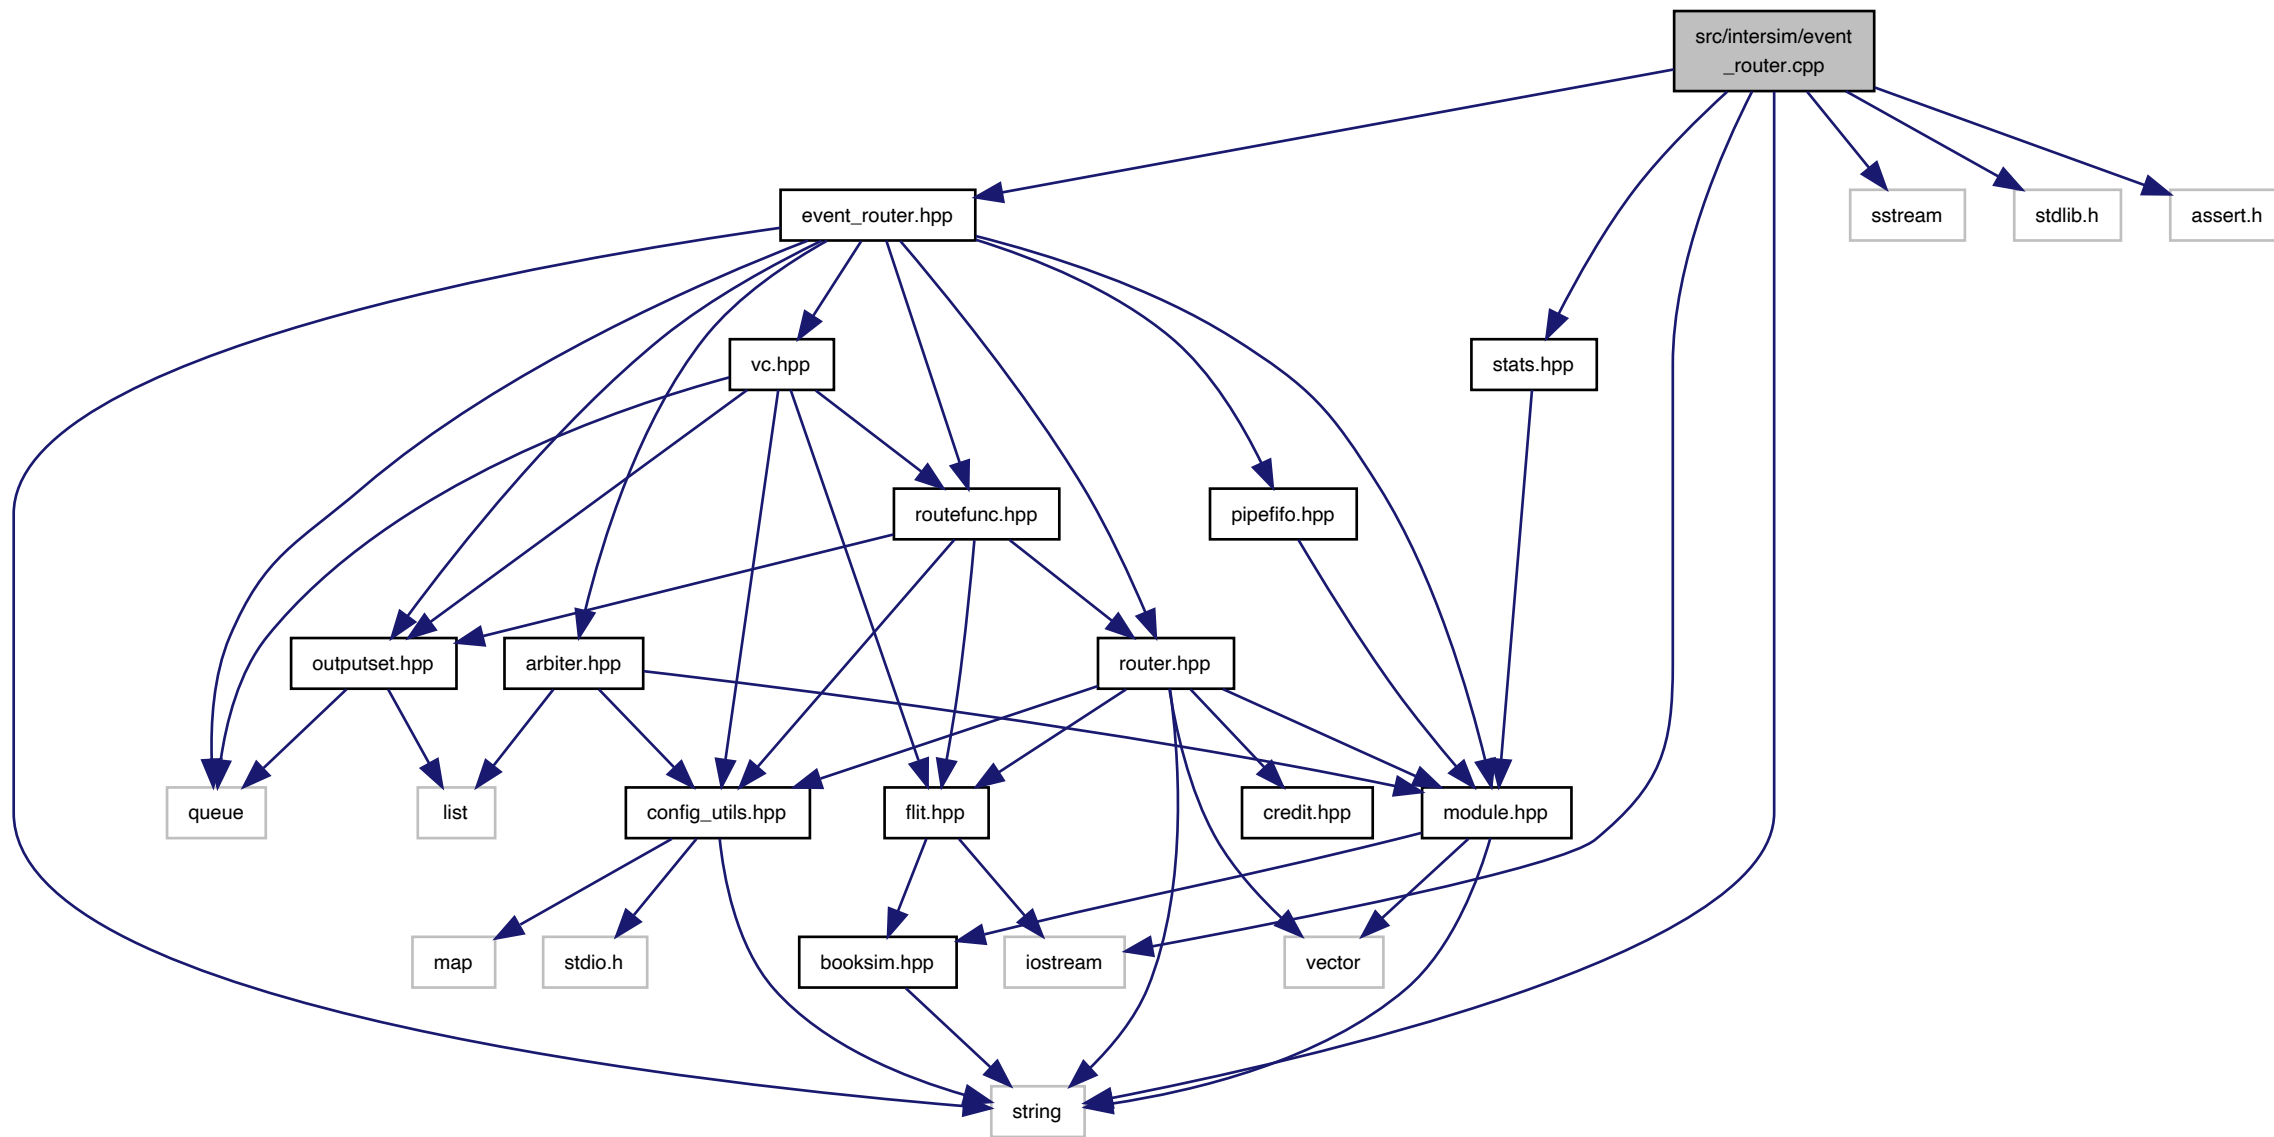 src/intersim/event
_router.cpp
event_router.hpp
sstream
stdlib.h
assert.h
vc.hpp
stats.hpp
routefunc.hpp
pipefifo.hpp
outputset.hpp
arbiter.hpp
router.hpp
queue
list
config_utils.hpp
flit.hpp
credit.hpp
module.hpp
map
stdio.h
booksim.hpp
iostream
vector
string